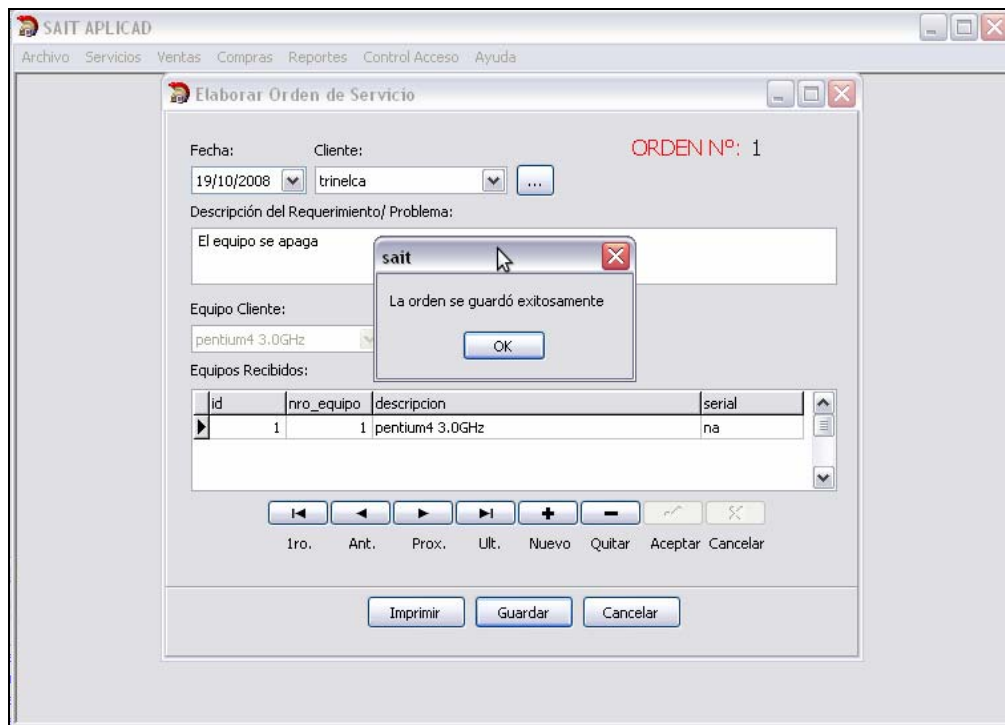 SAIT APLICAD
Archivo Servicios Ventas Compras Reportes Control Acceso Ayuda
Elaborar Orden de Servicio
ORDEN Nº: 1
Fecha: Cliente:
19/10/2008 trinelca ...
Descripción del Requerimiento/ Problema:
El equipo se apaga
sait
La orden se guardó exitosamente
OK
Equipo Cliente:
pentium4 3.0GHz
Equipos Recibidos:
id nro_equipo descripcion serial
1 1 pentium4 3.0GHz na
1ro. Ant. Prox. Ult. Nuevo Quitar Aceptar Cancelar
Imprimir Guardar Cancelar